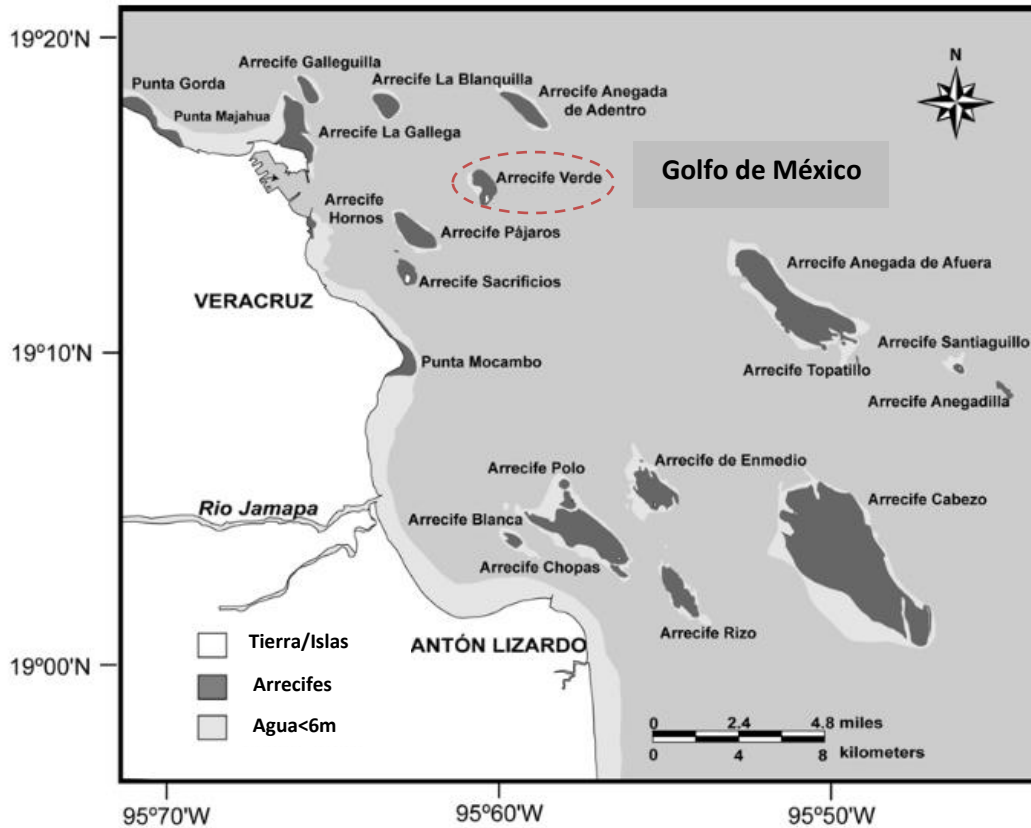 19º20'N
N
Arrecife Galleguilla
Punta Gorda
Arrecife La Blanquilla
Arrecife Anegada
de Adentro
Punta Majahua
Arrecife La Gallega
Arrecife Verde
Golfo de México
Arrecife
Hornos
Arrecife Pájaros
Arrecife Anegada de Afuera
Arrecife Sacrificios
VERACRUZ
19º10'N
Arrecife Santiaguillo
Punta Mocambo
Arrecife Topatillo
Arrecife Anegadilla
Arrecife Polo
Arrecife de Enmedio
Arrecife Cabezo
Rio Jamapa
Arrecife Blanca
Arrecife Chopas
Arrecife Rizo
ANTÓN LIZARDO
Tierra/Islas
19º00'N
Arrecifes
Agua<6m
0 2.4 4.8 miles
0 4 8
kilometers
95º70'W 95º60'W 95º50'W